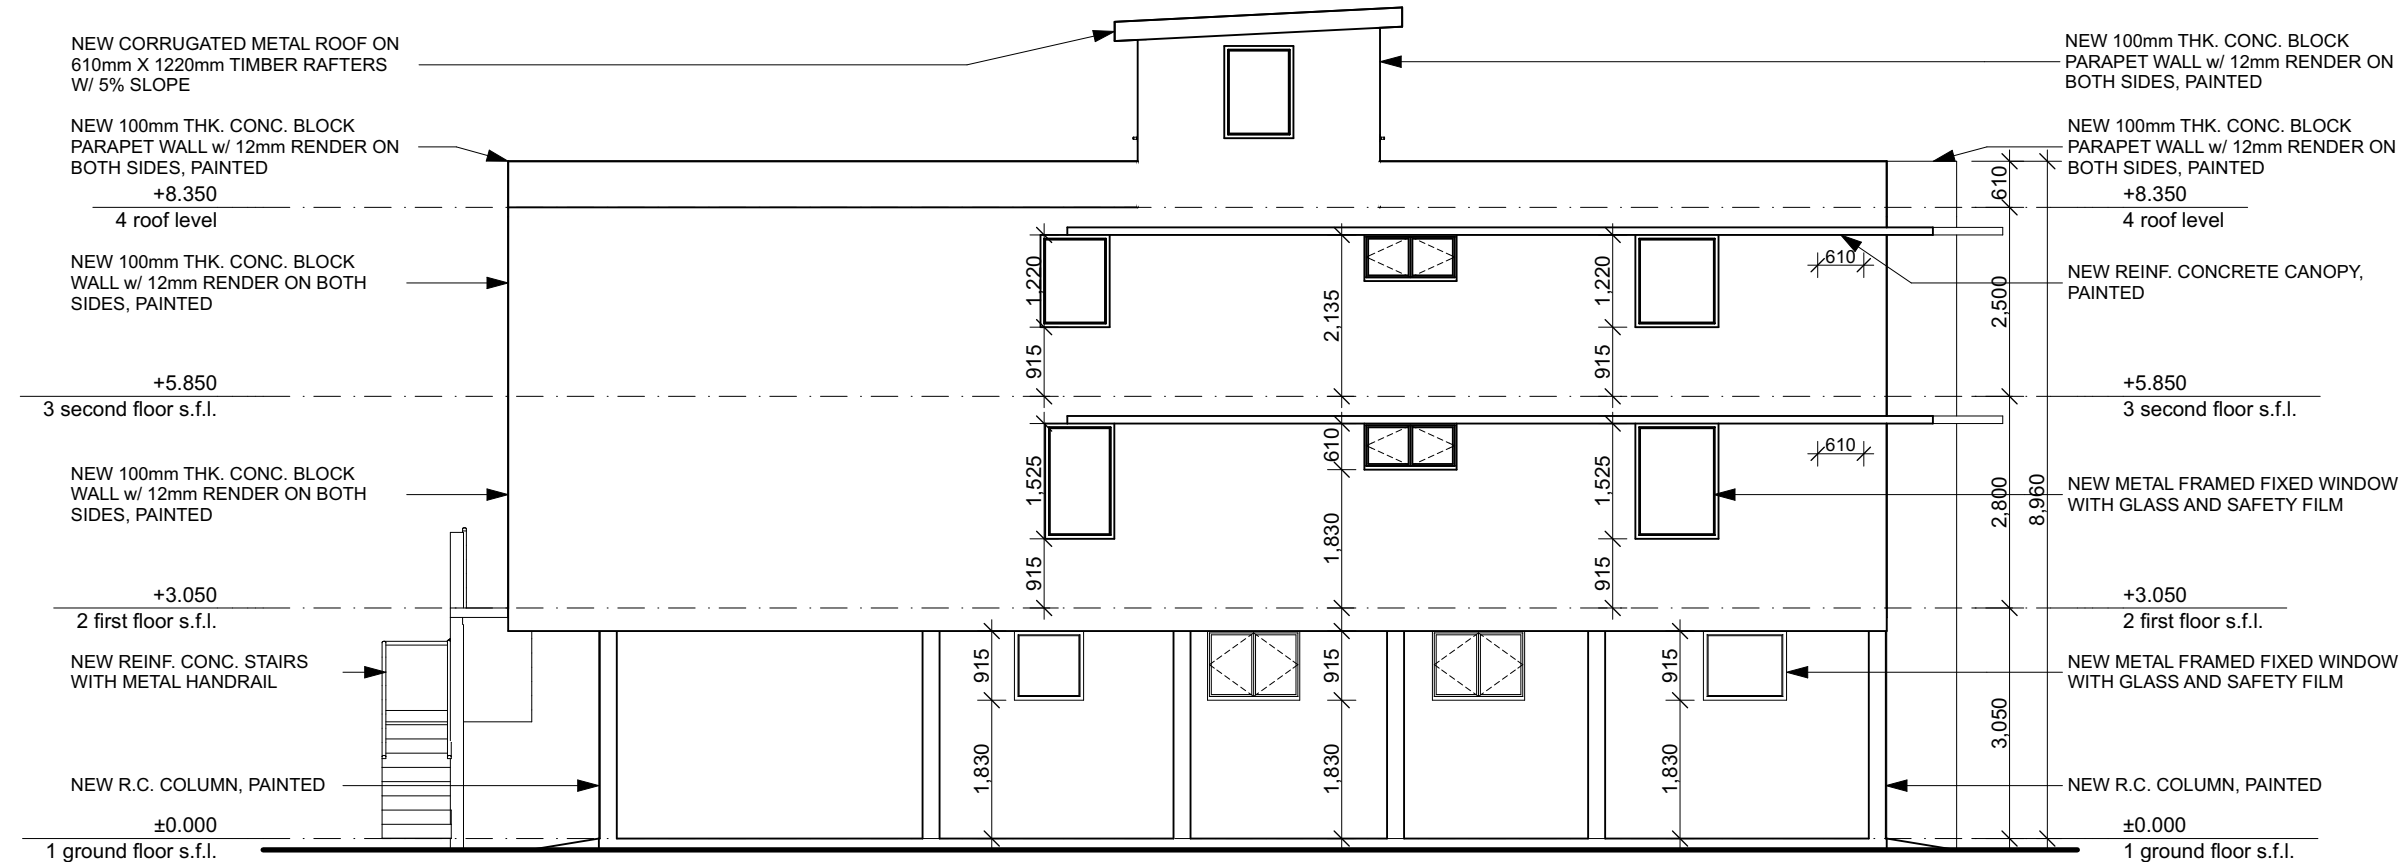 NEW CORRUGATED METAL ROOF ON
610mm X 1220mm TIMBER RAFTERS
W/ 5% SLOPE
NEW 100mm THK. CONC. BLOCK
PARAPET WALL w/ 12mm RENDER ON
BOTH SIDES, PAINTED
+8.350
4 roof level
NEW 100mm THK. CONC. BLOCK
WALL w/ 12mm RENDER ON BOTH
SIDES, PAINTED
+5.850
3 second floor s.f.l.
NEW 100mm THK. CONC. BLOCK
WALL w/ 12mm RENDER ON BOTH
SIDES, PAINTED
+3.050
2 first floor s.f.l.
NEW REINF. CONC. STAIRS
WITH METAL HANDRAIL
NEW R.C. COLUMN, PAINTED
±0.000
1 ground floor s.f.l.
1,220
915
2,135
1,220
915
610
1,525
915
610
1,830
1,525
915
610
915
1,830
915
1,830
915
1,830
610
2,500
2,800
3,050
8,960
NEW 100mm THK. CONC. BLOCK
PARAPET WALL w/ 12mm RENDER ON
BOTH SIDES, PAINTED
NEW 100mm THK. CONC. BLOCK
PARAPET WALL w/ 12mm RENDER ON
BOTH SIDES, PAINTED
+8.350
4 roof level
NEW REINF. CONCRETE CANOPY,
PAINTED
+5.850
3 second floor s.f.l.
NEW METAL FRAMED FIXED WINDOW
WITH GLASS AND SAFETY FILM
+3.050
2 first floor s.f.l.
NEW METAL FRAMED FIXED WINDOW
WITH GLASS AND SAFETY FILM
NEW R.C. COLUMN, PAINTED
±0.000
1 ground floor s.f.l.